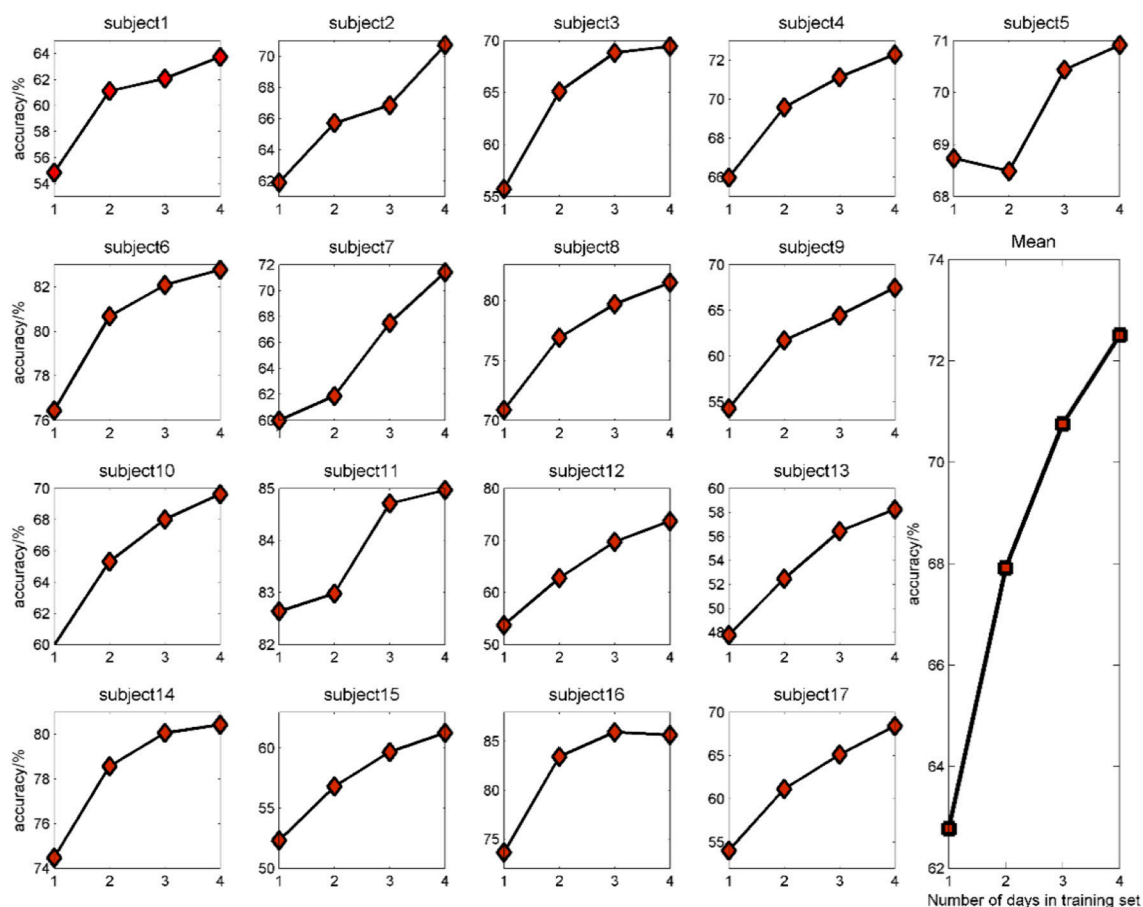 subject1
accuracy/%
64
62
60
58
56
54
1 2 3 4
subject2
70
68
66
64
62
1 2 3 4
subject3
70
65
60
55
1 2 3 4
subject4
72
70
68
66
1 2 3 4
subject5
71
70
69
68
1 2 3 4
subject6
accuracy/%
82
80
78
76
1 2 3 4
subject7
72
70
68
66
64
62
60
1 2 3 4
subject8
80
75
70
1 2 3 4
subject9
70
65
60
55
1 2 3 4
Mean
accuracy/%
74
72
70
68
66
64
62
1 2 3 4
Number of days in training set
subject10
accuracy/%
70
68
66
64
62
60
1 2 3 4
subject11
85
84
83
82
1 2 3 4
subject12
80
70
60
50
1 2 3 4
subject13
60
58
56
54
52
50
48
1 2 3 4
subject14
accuracy/%
80
78
76
74
1 2 3 4
subject15
60
55
50
1 2 3 4
subject16
85
80
75
1 2 3 4
subject17
70
65
60
55
1 2 3 4